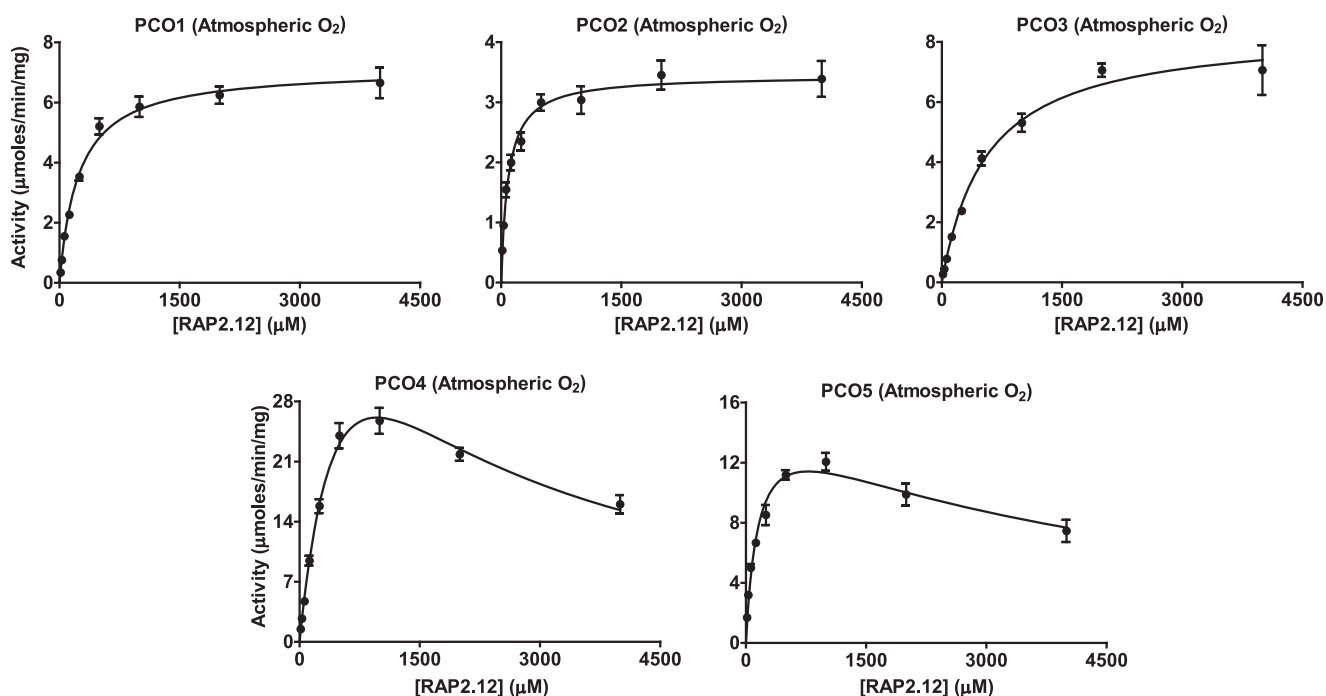 PCO1 (Atmospheric O₂)
PCO2 (Atmospheric O₂)
PCO3 (Atmospheric O₂)
Activity (μmoles/min/mg)
8
6
4
2
0
0 1500 3000 4500
[RAP2.12] (μM)
4
3
2
1
0
0 1500 3000 4500
[RAP2.12] (μM)
8
6
4
2
0
0 1500 3000 4500
[RAP2.12] (μM)
PCO4 (Atmospheric O₂)
PCO5 (Atmospheric O₂)
Activity (μmoles/min/mg)
28
21
14
7
0
0 1500 3000 4500
[RAP2.12] (μM)
16
12
8
4
0
0 1500 3000 4500
[RAP2.12] (μM)